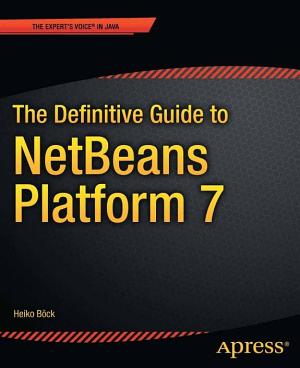 THE EXPERT'S VOICE® IN JAVA
The Definitive Guide to
NetBeans
Platform 7
Heiko Böck
Apress®